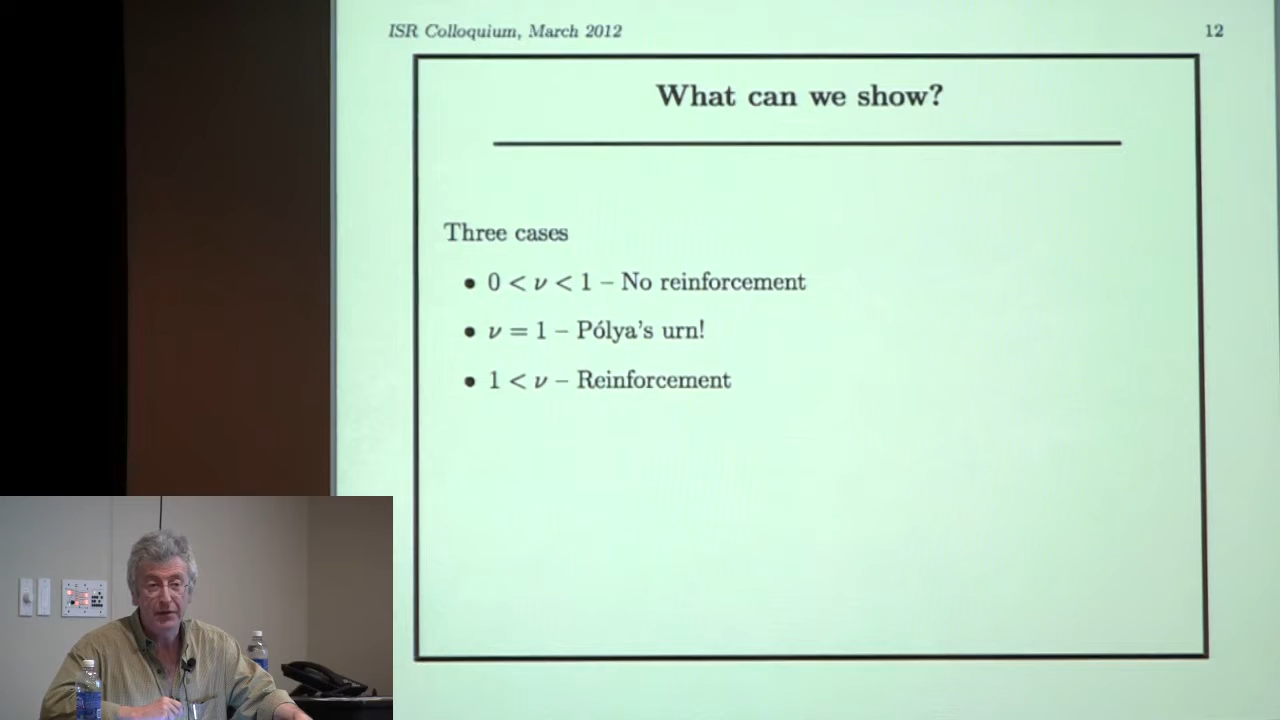 ISR Colloquium, March 2012 12
What can we show?
Three cases
• 0 < ν < 1 – No reinforcement
• ν = 1 – Pólya's urn!
• 1 < ν – Reinforcement